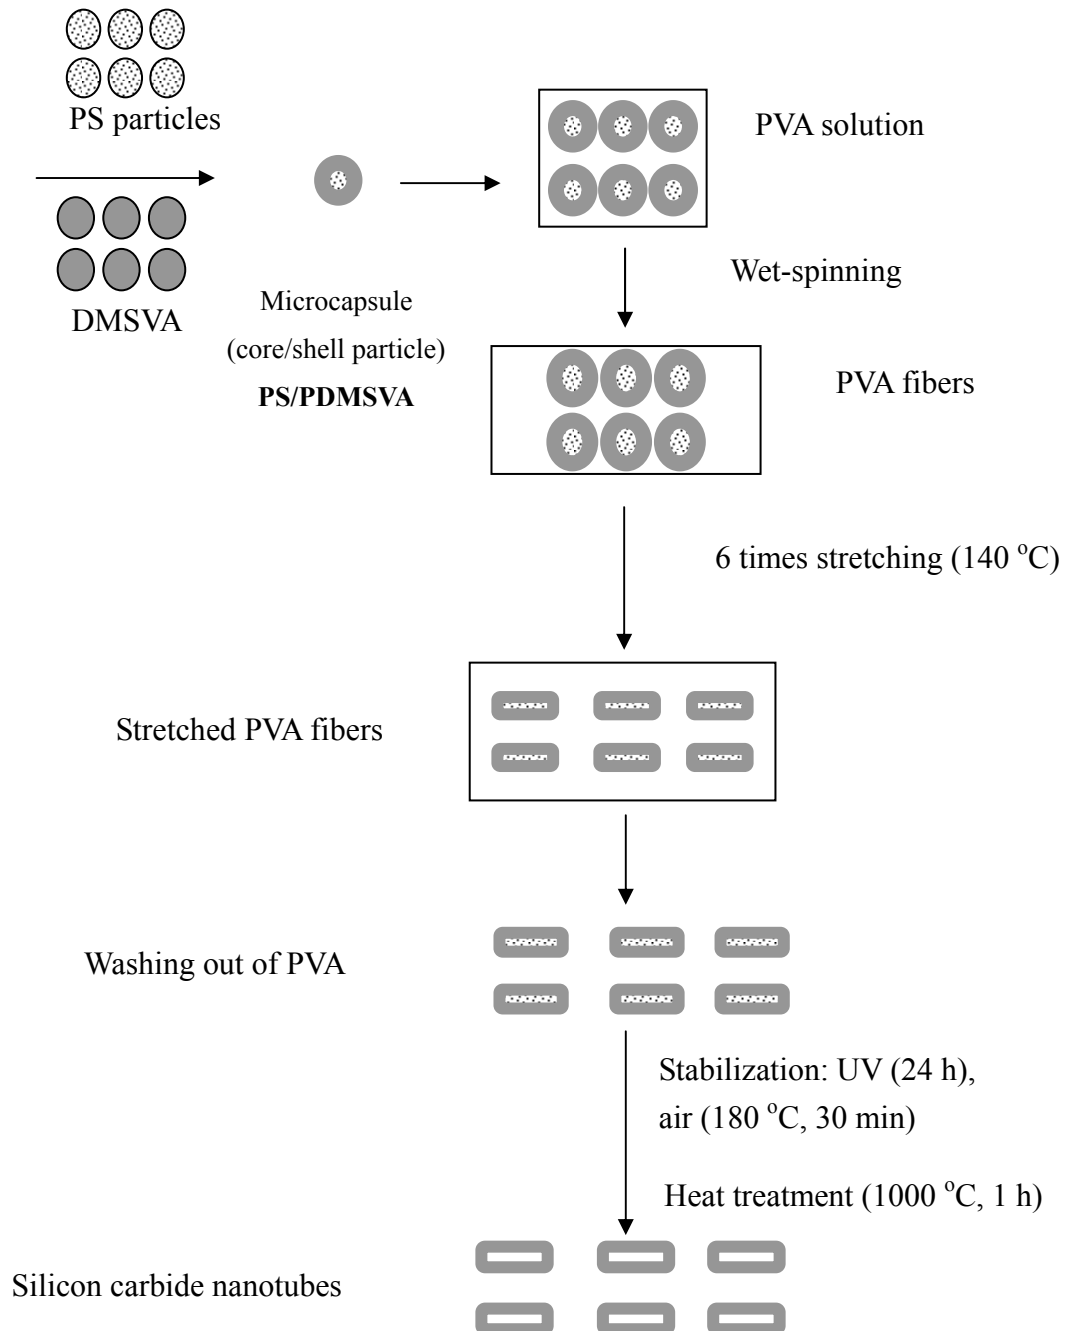 PS particles
DMSVA
Microcapsule
(core/shell particle)
PS/PDMSVA
PVA solution
Wet-spinning
PVA fibers
6 times stretching (140 °C)
Stretched PVA fibers
Washing out of PVA
Stabilization: UV (24 h),
air (180 °C, 30 min)
Heat treatment (1000 °C, 1 h)
Silicon carbide nanotubes